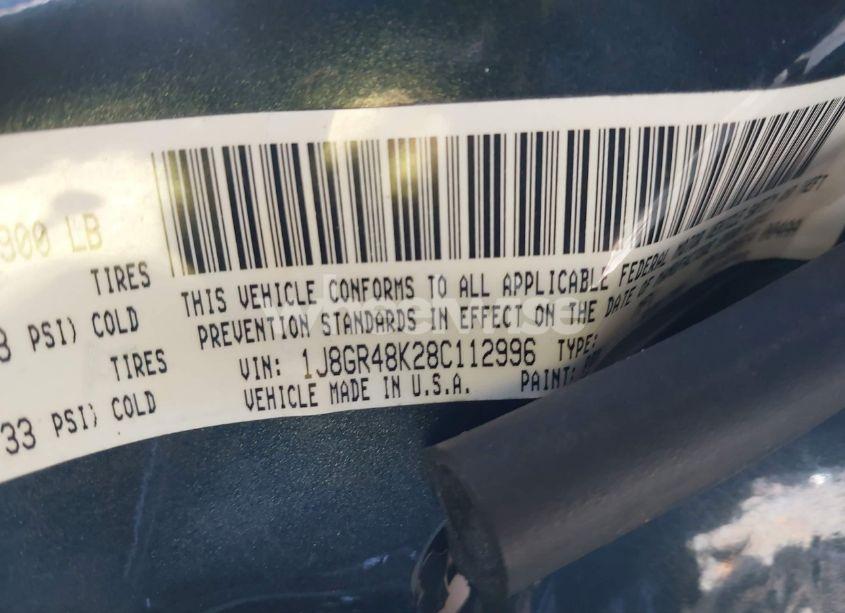 900 LB
TIRES
PSI) COLD
TIRES
33 PSI) COLD
THIS VEHICLE CONFORMS TO ALL APPLICABLE FEDERAL MOTOR
PREVENTION STANDARDS IN EFFECT ON THE DATE OF
VIN: 1J8GR48K28C112996 TYPE:
VEHICLE MADE IN U.S.A. PAINT: